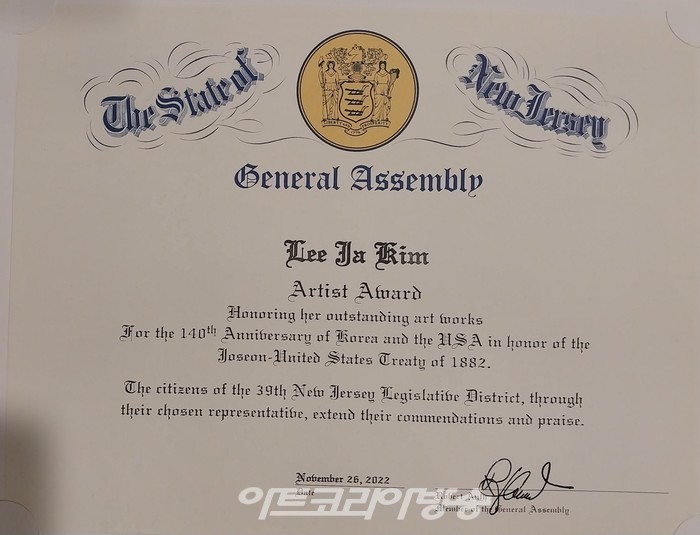 The State of New Jersey
General Assembly
Lee Ja Kim
Artist Award
Honoring her outstanding art works
For the 140th Anniversary of Korea and the USA in honor of the
Joseon-United States Treaty of 1882.
The citizens of the 39th New Jersey Legislative District, through
their chosen representative, extend their commendations and praise.
November 26, 2022
Date
Robert Auth
Member of the General Assembly
아트코리아방송